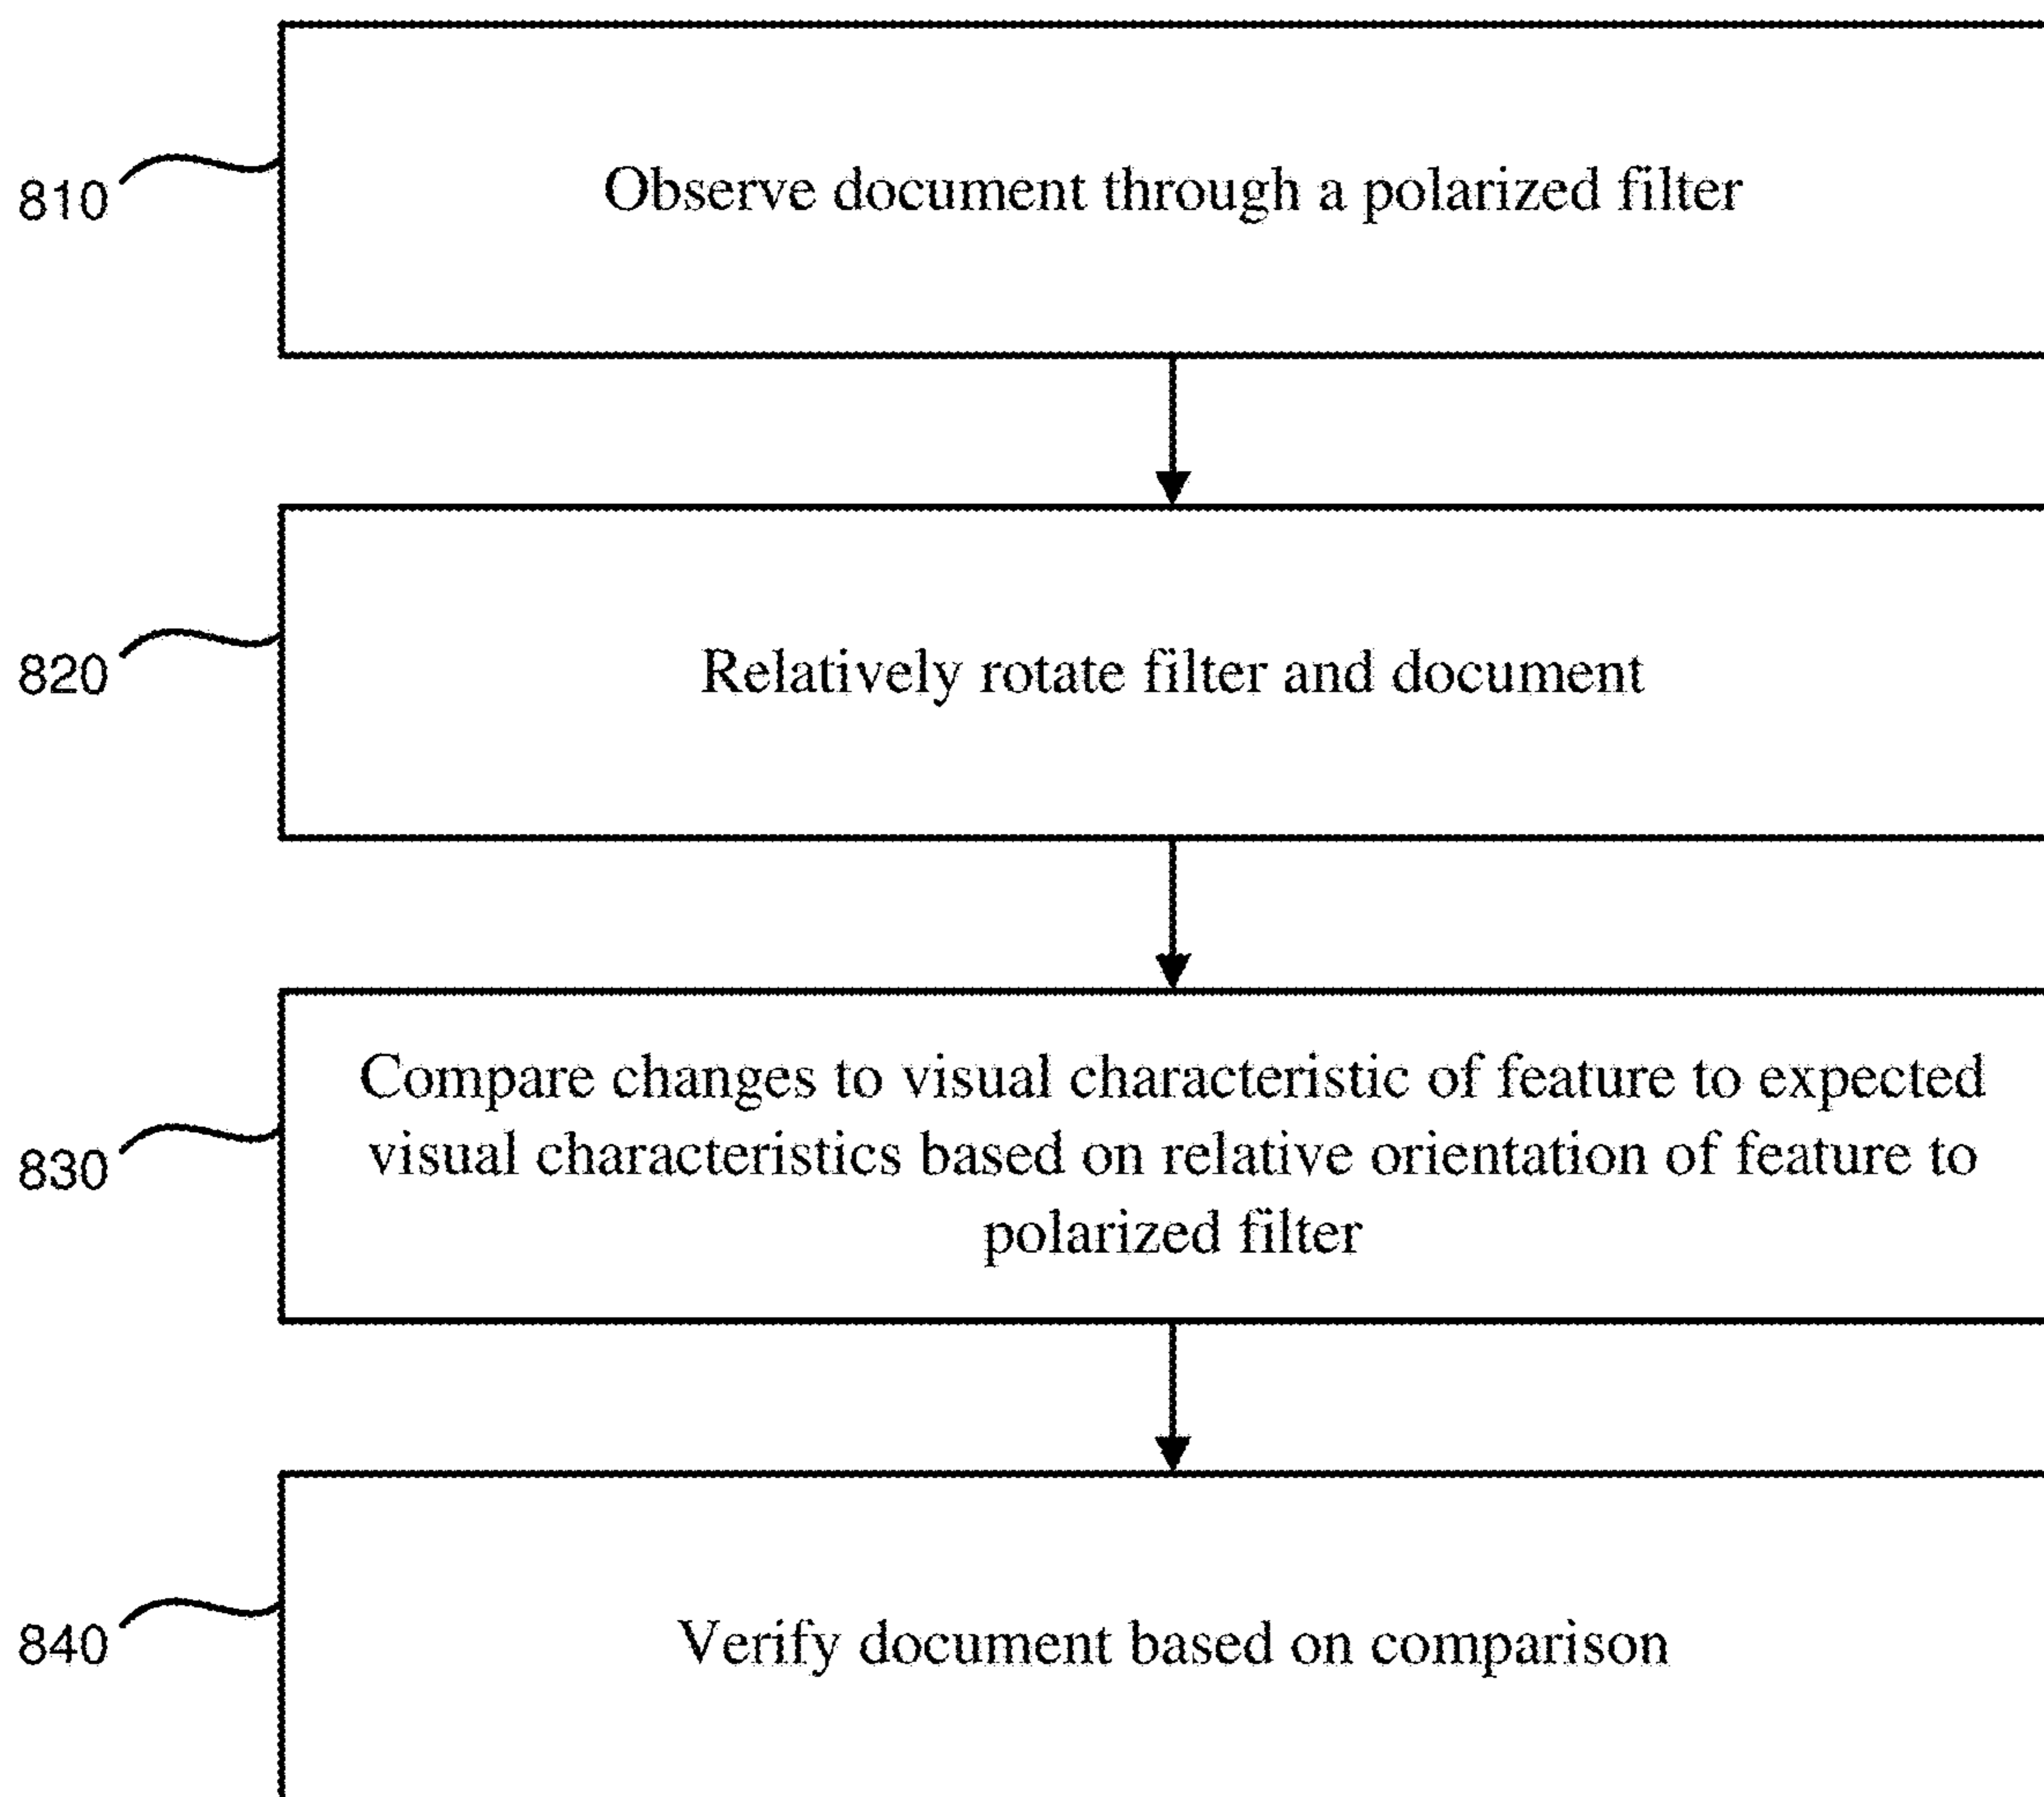 810
Observe document through a polarized filter
820
Relatively rotate filter and document
830
Compare changes to visual characteristic of feature to expected
visual characteristics based on relative orientation of feature to
polarized filter
840
Verify document based on comparison